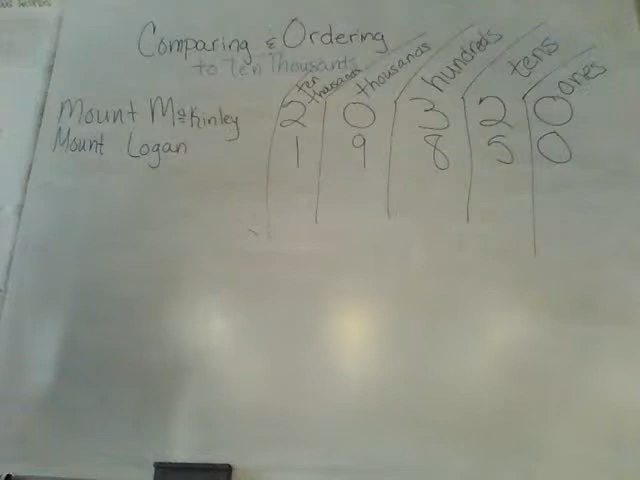 Comparing & Ordering
to Ten Thousands
ten thousands thousands hundreds tens ones
Mount McKinley 2 0 3 2 0
Mount Logan 1 9 8 5 0